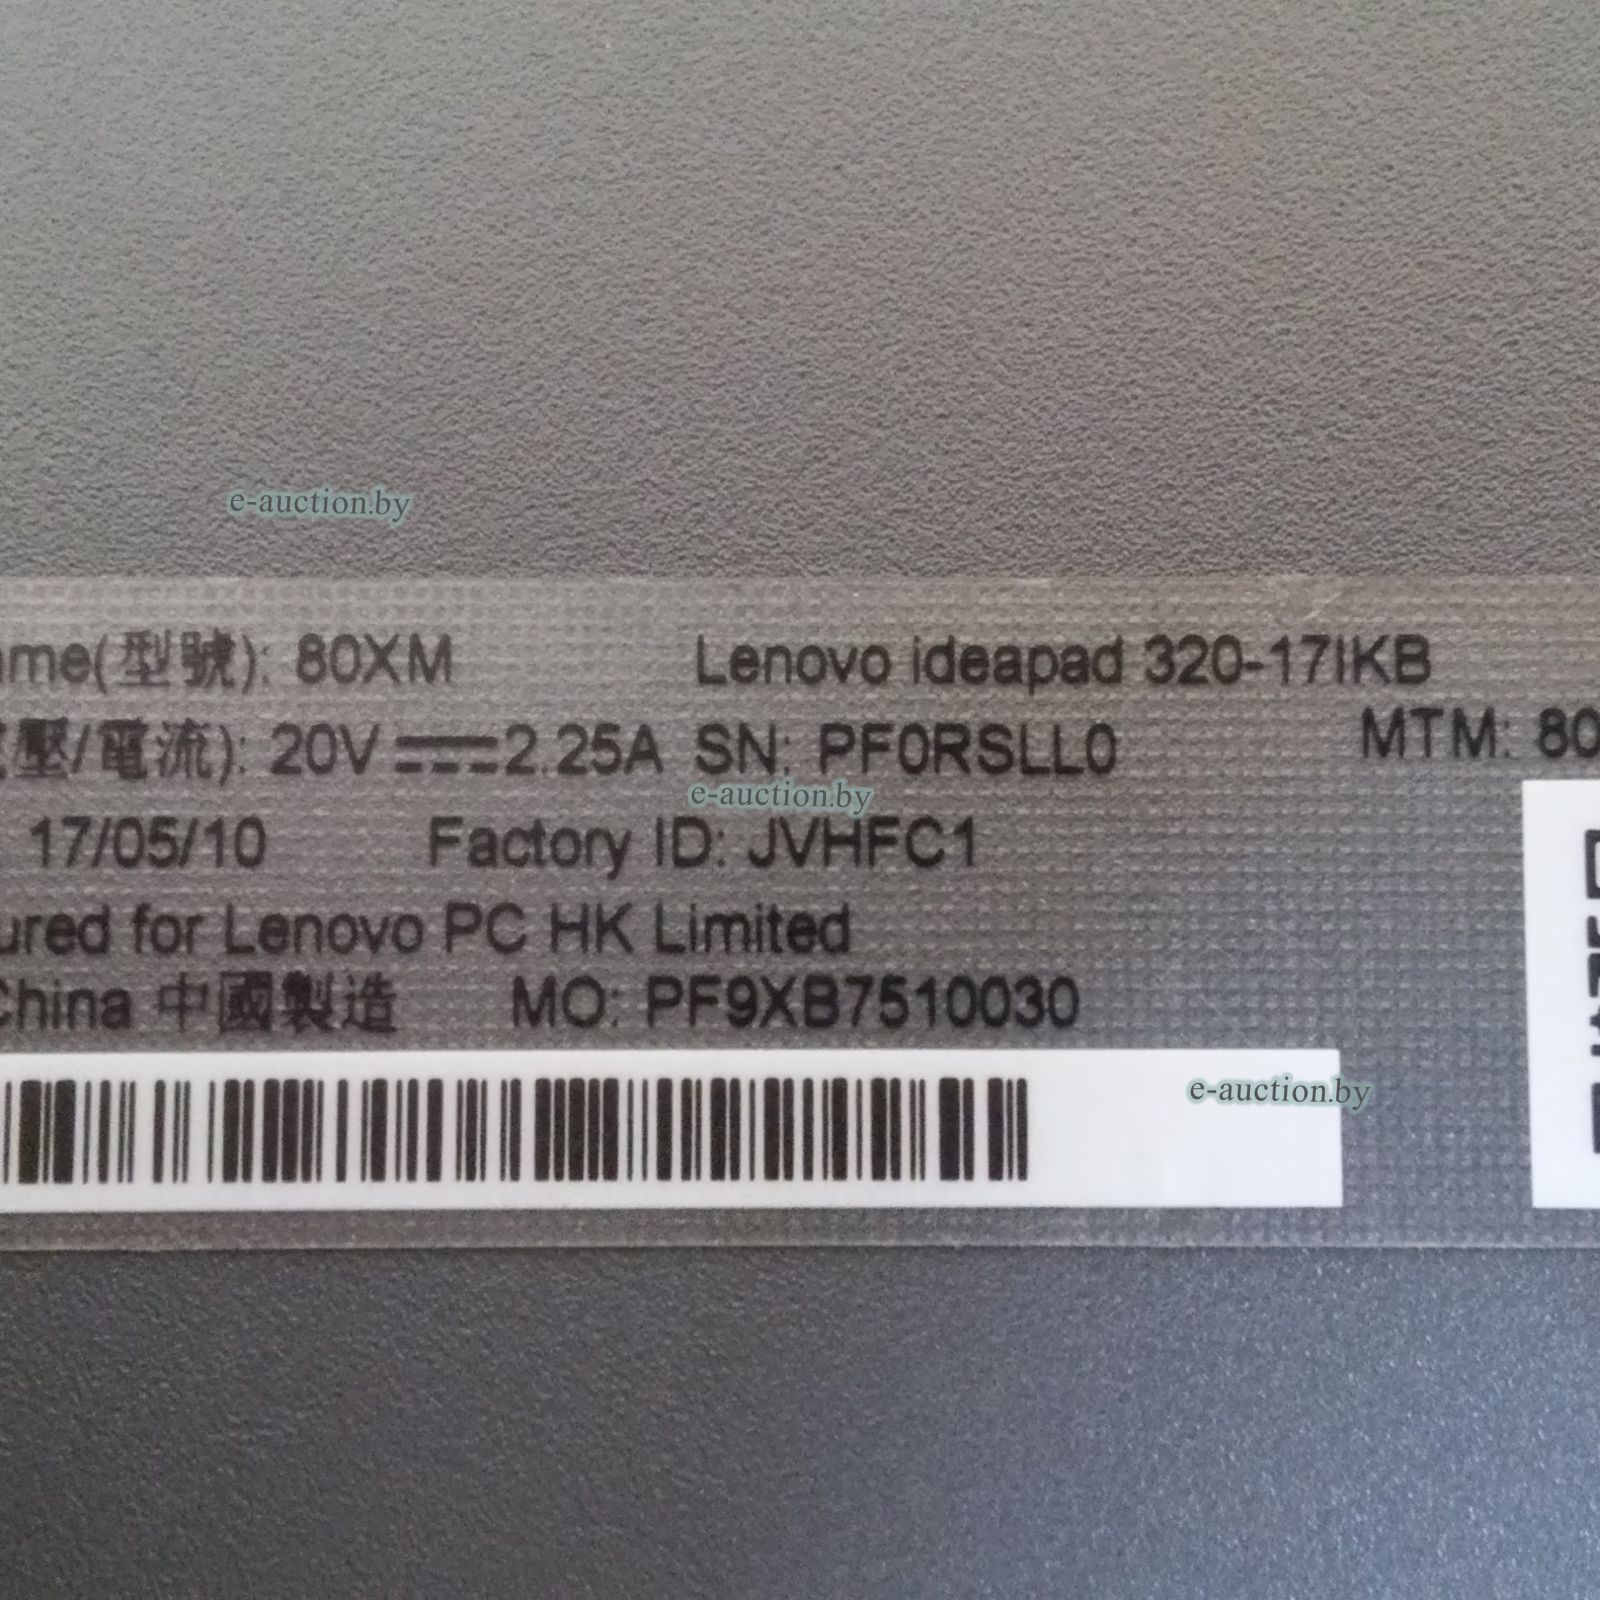 e-auction.by
(型號): 80XM Lenovo ideapad 320-17IKB
壓/電流): 20V 2.25A SN: PF0RSLL0 MTM: 80
e-auction.by
17/05/10 Factory ID: JVHFC1
ured for Lenovo PC HK Limited
China 中國製造 MO: PF9XB7510030
e-auction.by